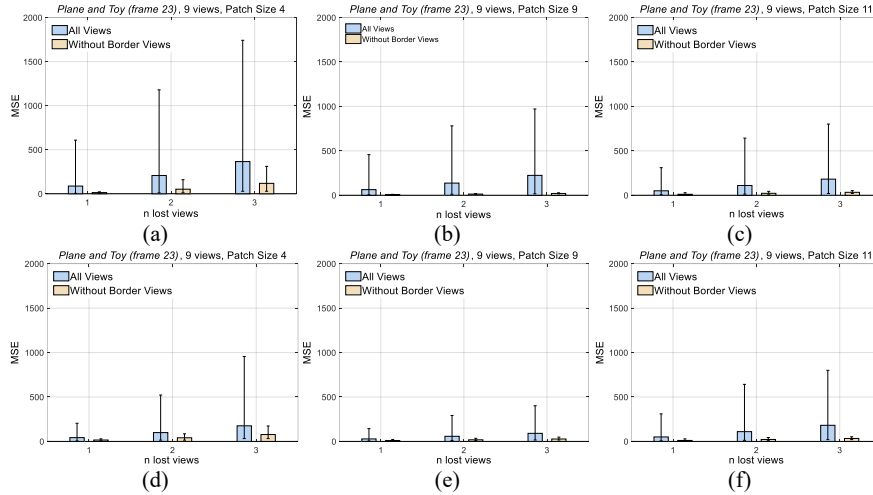 Plane and Toy (frame 23), 9 views, Patch Size 4
2000
1500
1000
500
0
MSE
All Views
Without Border Views
1
2
3
n lost views
(a)
Plane and Toy (frame 23), 9 views, Patch Size 9
2000
1500
1000
500
0
MSE
All Views
Without Border Views
1
2
3
n lost views
(b)
Plane and Toy (frame 23), 9 views, Patch Size 11
2000
1500
1000
500
0
MSE
All Views
Without Border Views
1
2
3
n lost views
(c)
Plane and Toy (frame 23), 9 views, Patch Size 4
2000
1500
1000
500
0
MSE
All Views
Without Border Views
1
2
3
n lost views
(d)
Plane and Toy (frame 23), 9 views, Patch Size 9
2000
1500
1000
500
0
MSE
All Views
Without Border Views
1
2
3
n lost views
(e)
Plane and Toy (frame 23), 9 views, Patch Size 11
2000
1500
1000
500
0
MSE
All Views
Without Border Views
1
2
3
n lost views
(f)